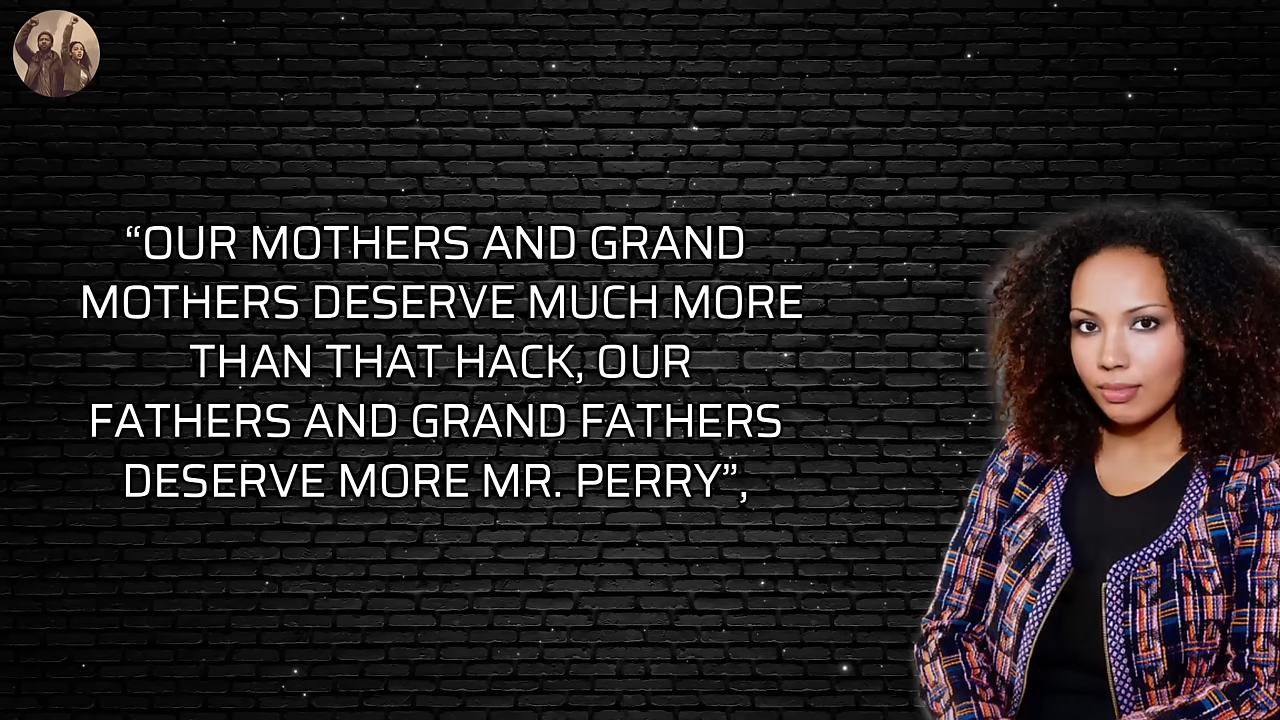 “OUR MOTHERS AND GRAND
MOTHERS DESERVE MUCH MORE
THAN THAT HACK, OUR
FATHERS AND GRAND FATHERS
DESERVE MORE MR. PERRY”,